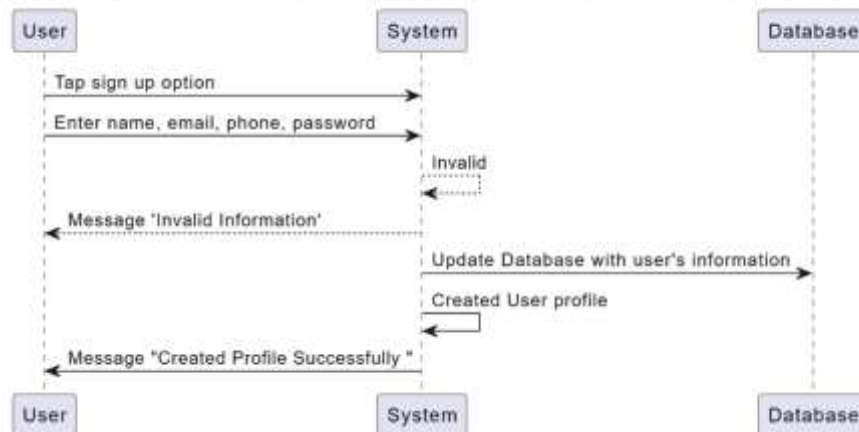 User System Database
Tap sign up option
Enter name, email, phone, password
Invalid
Message 'Invalid Information'
Update Database with user's information
Created User profile
Message "Created Profile Successfully "
User System Database